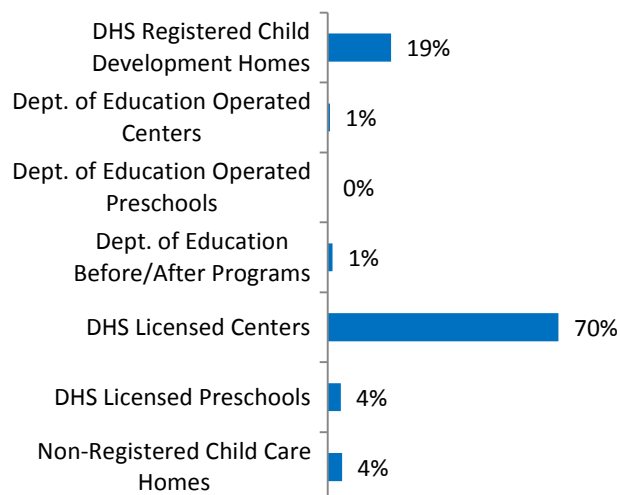 DHS Registered Child
Development Homes
19%
Dept. of Education Operated
Centers
1%
Dept. of Education Operated
Preschools
0%
Dept. of Education
Before/After Programs
1%
DHS Licensed Centers
70%
DHS Licensed Preschools
4%
Non-Registered Child Care
Homes
4%